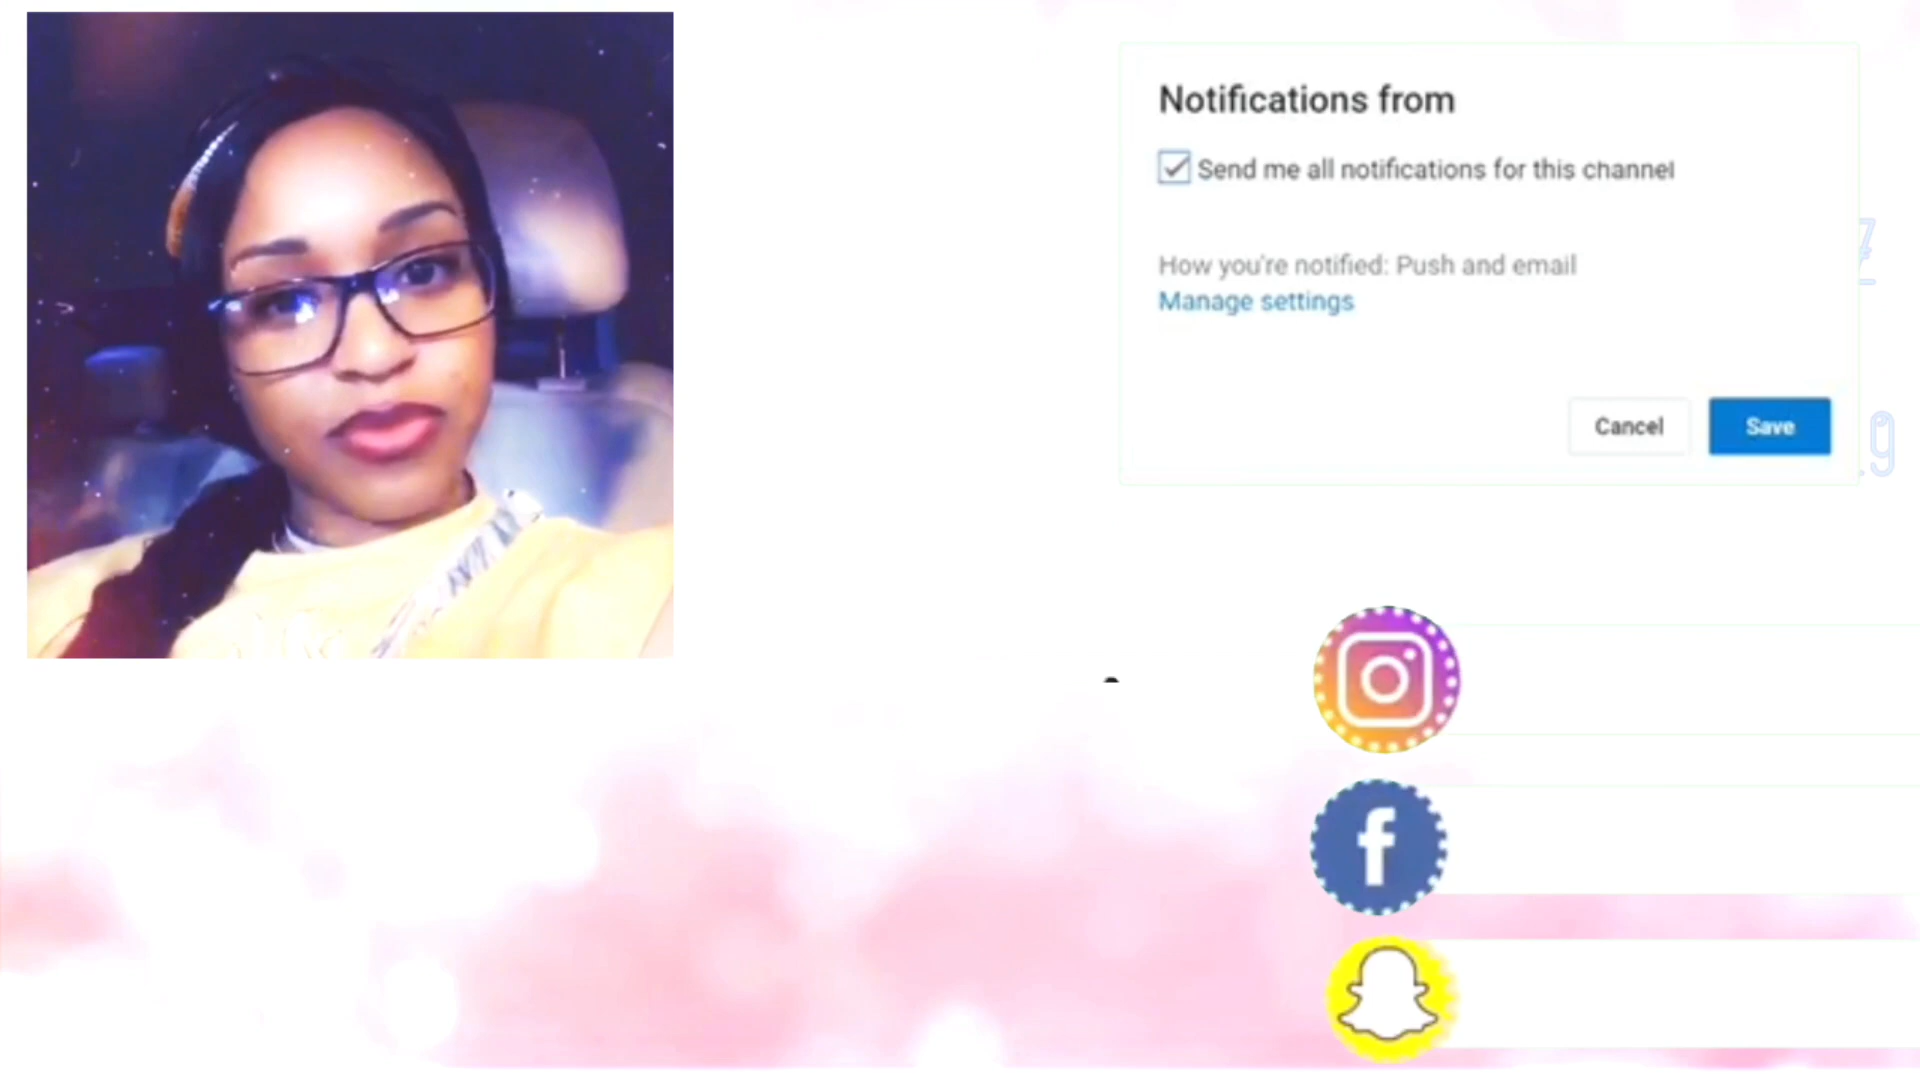 Notifications from
Send me all notifications for this channel
How you're notified: Push and email
Manage settings
Cancel
Save